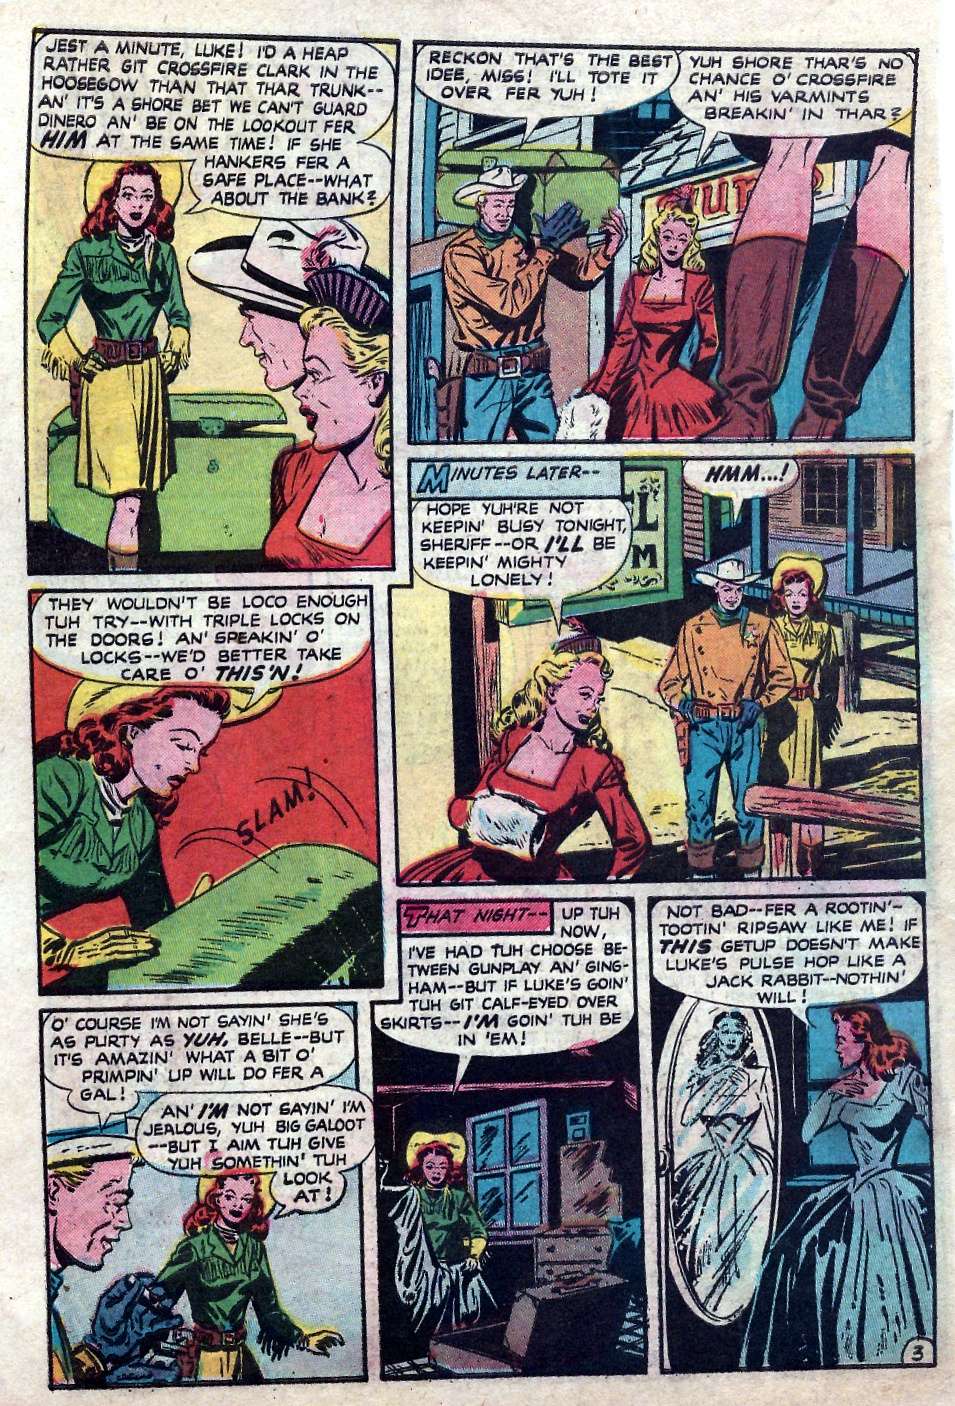 JEST A MINUTE, LUKE! I'D A HEAP
RATHER GIT CROSSFIRE CLARK IN THE
HOOSEGOW THAN THAT THAR TRUNK--
AN' IT'S A SHORE BET WE CAN'T GUARD
DINERO AN' BE ON THE LOOKOUT FER
HIM AT THE SAME TIME! IF SHE
HANKERS FER A
SAFE PLACE--WHAT
ABOUT THE BANK?
RECKON THAT'S THE BEST
IDEE, MISS! I'LL TOTE IT
OVER FER YUH!
YUH SHORE THAR'S NO
CHANCE O' CROSSFIRE
AN' HIS VARMINTS
BREAKIN' IN THAR?
THEY WOULDN'T BE LOCO ENOUGH
TUH TRY--WITH TRIPLE LOCKS ON
THE DOORS! AN' SPEAKIN' O'
LOCKS--WE'D BETTER TAKE
CARE O' THIS'N!
SLAM!
MINUTES LATER--
HOPE YUH'RE NOT
KEEPIN' BUSY TONIGHT,
SHERIFF--OR I'LL BE
KEEPIN' MIGHTY
LONELY!
HMM...!
O' COURSE I'M NOT SAYIN' SHE'S
AS PURTY AS YUH, BELLE--BUT
IT'S AMAZIN' WHAT A BIT O'
PRIMPIN' UP WILL DO FER A
GAL!
AN' I'M NOT SAYIN' I'M
JEALOUS, YUH BIG GALOOT
--BUT I AIM TUH GIVE
YUH SOMETHIN' TUH
LOOK
AT!
THAT NIGHT--
UP TUH
NOW,
I'VE HAD TUH CHOOSE BE-
TWEEN GUNPLAY AN' GING-
HAM--BUT IF LUKE'S GOIN'
TUH GIT CALF-EYED OVER
SKIRTS--I'M GOIN' TUH BE
IN 'EM!
NOT BAD--FER A ROOTIN'-
TOOTIN' RIPSAW LIKE ME! IF
THIS GETUP DOESN'T MAKE
LUKE'S PULSE HOP LIKE A
JACK RABBIT--NOTHIN'
WILL!
3